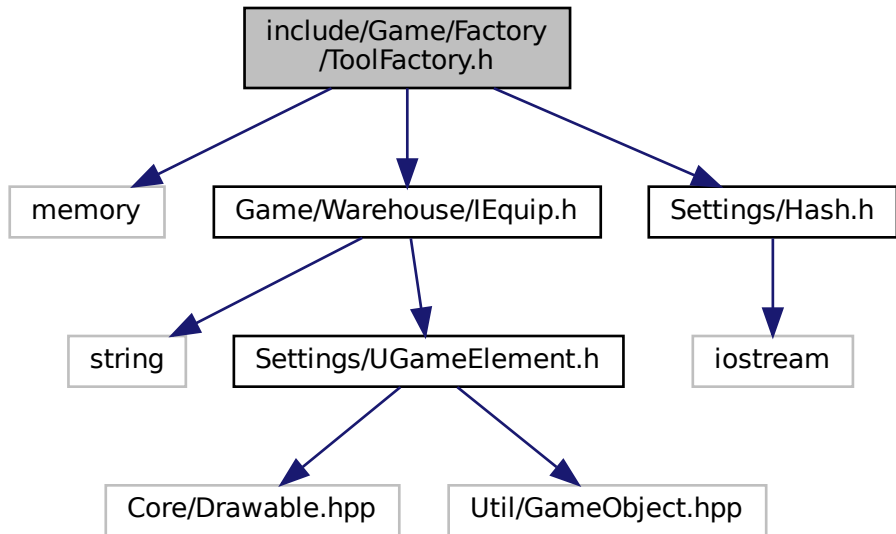 include/Game/Factory
/ToolFactory.h
memory
Game/Warehouse/IEquip.h
Settings/Hash.h
string
Settings/UGameElement.h
iostream
Core/Drawable.hpp
Util/GameObject.hpp